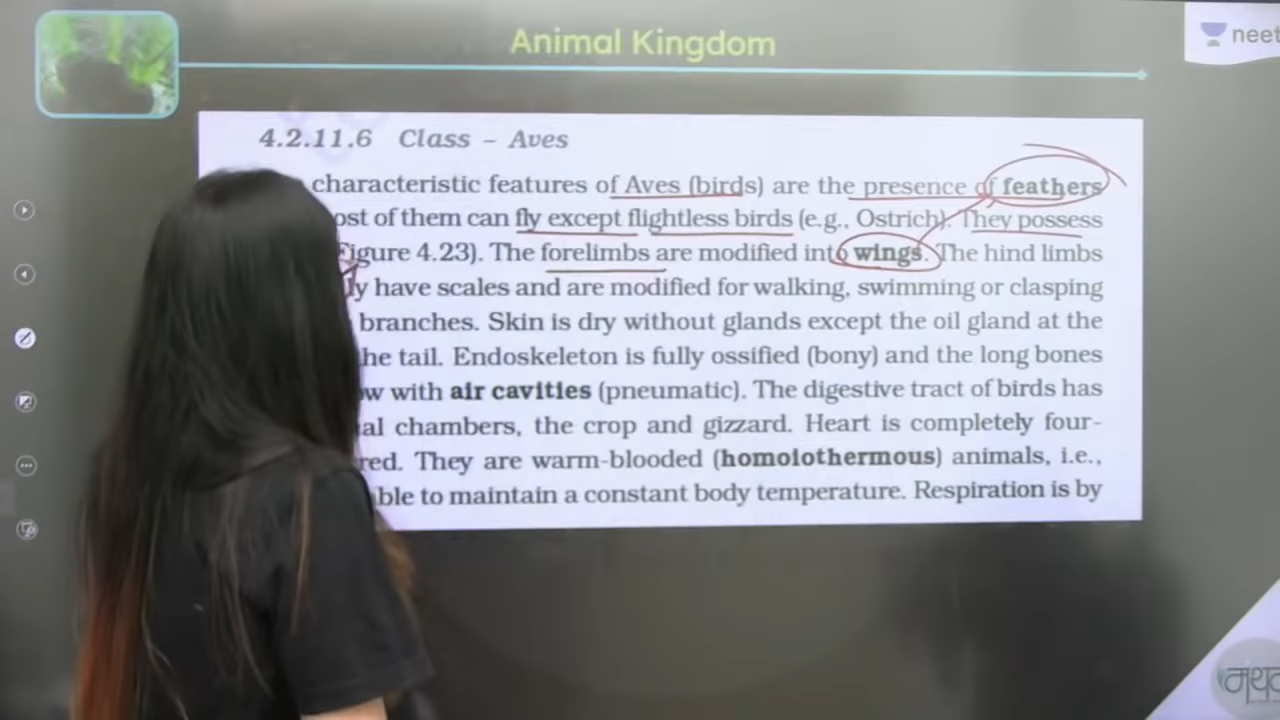 Animal Kingdom
neet
4.2.11.6 Class – Aves
characteristic features of Aves (birds) are the presence of feathers
ost of them can fly except flightless birds (e.g., Ostrich). They possess
Figure 4.23). The forelimbs are modified into wings. The hind limbs
ly have scales and are modified for walking, swimming or clasping
branches. Skin is dry without glands except the oil gland at the
he tail. Endoskeleton is fully ossified (bony) and the long bones
ow with air cavities (pneumatic). The digestive tract of birds has
al chambers, the crop and gizzard. Heart is completely four-
red. They are warm-blooded (homoiothermous) animals, i.e.,
ble to maintain a constant body temperature. Respiration is by